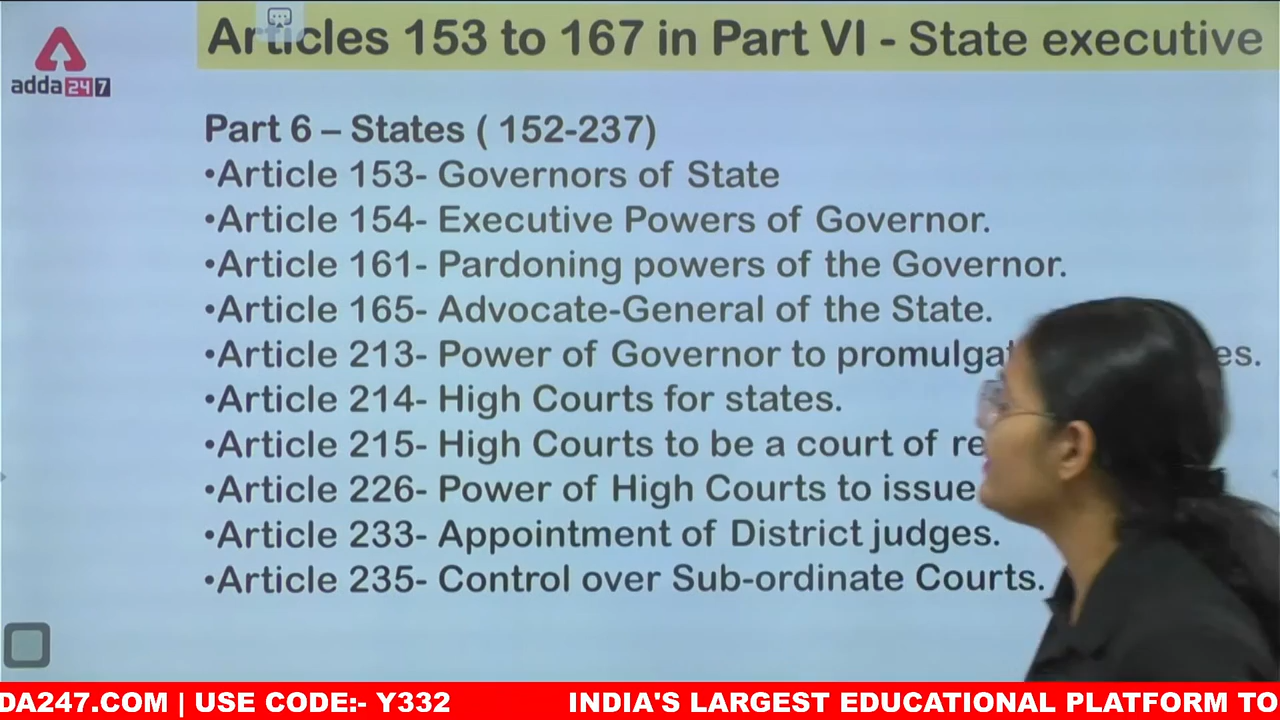 Articles 153 to 167 in Part VI - State executive
adda247
Part 6 – States ( 152-237)
•Article 153- Governors of State
•Article 154- Executive Powers of Governor.
•Article 161- Pardoning powers of the Governor.
•Article 165- Advocate-General of the State.
•Article 213- Power of Governor to
•Article 214- High Courts for states.
•Article 215- High Courts to be a court of
•Article 226- Power of High Courts to issue
•Article 233- Appointment of District judges.
•Article 235- Control over Sub-ordinate Courts.
DA247.COM | USE CODE:- Y332 INDIA'S LARGEST EDUCATIONAL PLATFORM TO